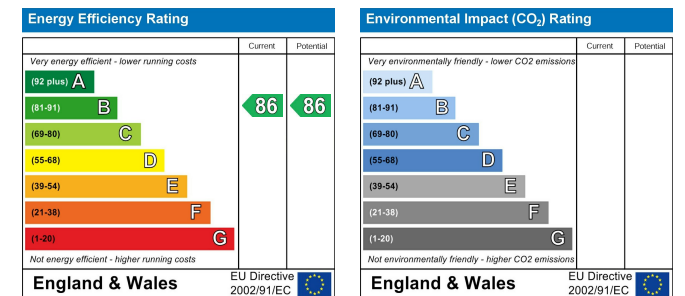 Energy Efficiency Rating
Current Potential
Very energy efficient - lower running costs
(92 plus) A
(81-91) B 86 86
(69-80) C
(55-68) D
(39-54) E
(21-38) F
(1-20) G
Not energy efficient - higher running costs
England & Wales
EU Directive
2002/91/EC
Environmental Impact (CO₂) Rating
Current Potential
Very environmentally friendly - lower CO2 emissions
(92 plus) A
(81-91) B
(69-80) C
(55-68) D
(39-54) E
(21-38) F
(1-20) G
Not environmentally friendly - higher CO2 emissions
England & Wales
EU Directive
2002/91/EC